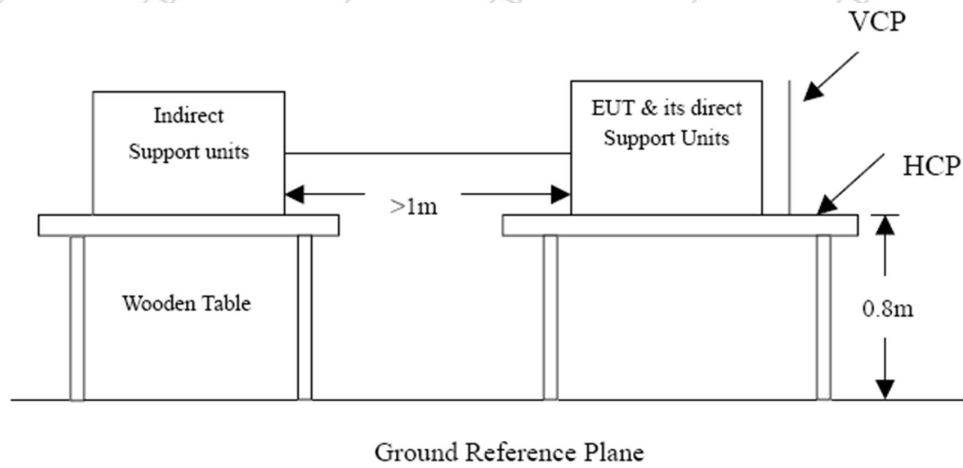 VCP
Indirect
Support units
EUT & its direct
Support Units
HCP
>1m
Wooden Table
0.8m
Ground Reference Plane